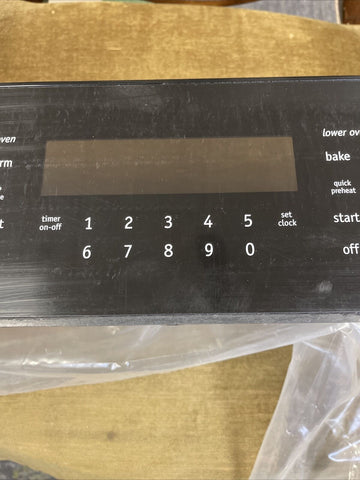 lower ov
bake
quick
preheat
timer
on-off
1 2 3 4 5
set
clock
start
6 7 8 9 0
off